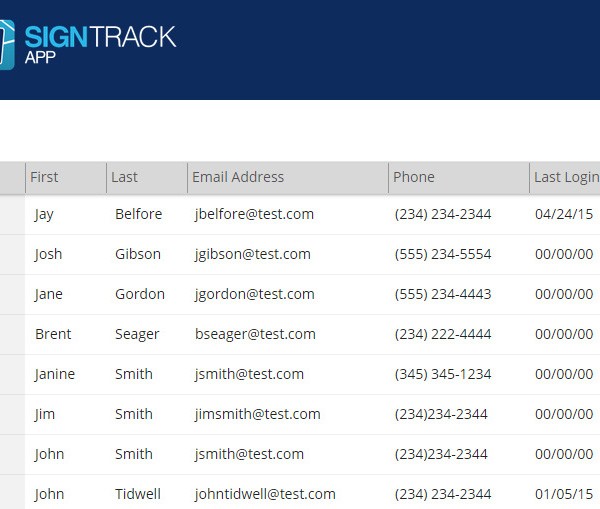 SIGNTRACK
APP
First Last Email Address Phone Last Login
Jay Belfore jbelfore@test.com (234) 234-2344 04/24/15
Josh Gibson jgibson@test.com (555) 234-5554 00/00/00
Jane Gordon jgordon@test.com (555) 234-4443 00/00/00
Brent Seager bseager@test.com (234) 222-4444 00/00/00
Janine Smith jsmith@test.com (345) 345-1234 00/00/00
Jim Smith jimsmith@test.com (234)234-2344 00/00/00
John Smith jsmith@test.com (234)234-2344 00/00/00
John Tidwell johntidwell@test.com (234) 234-2344 01/05/15